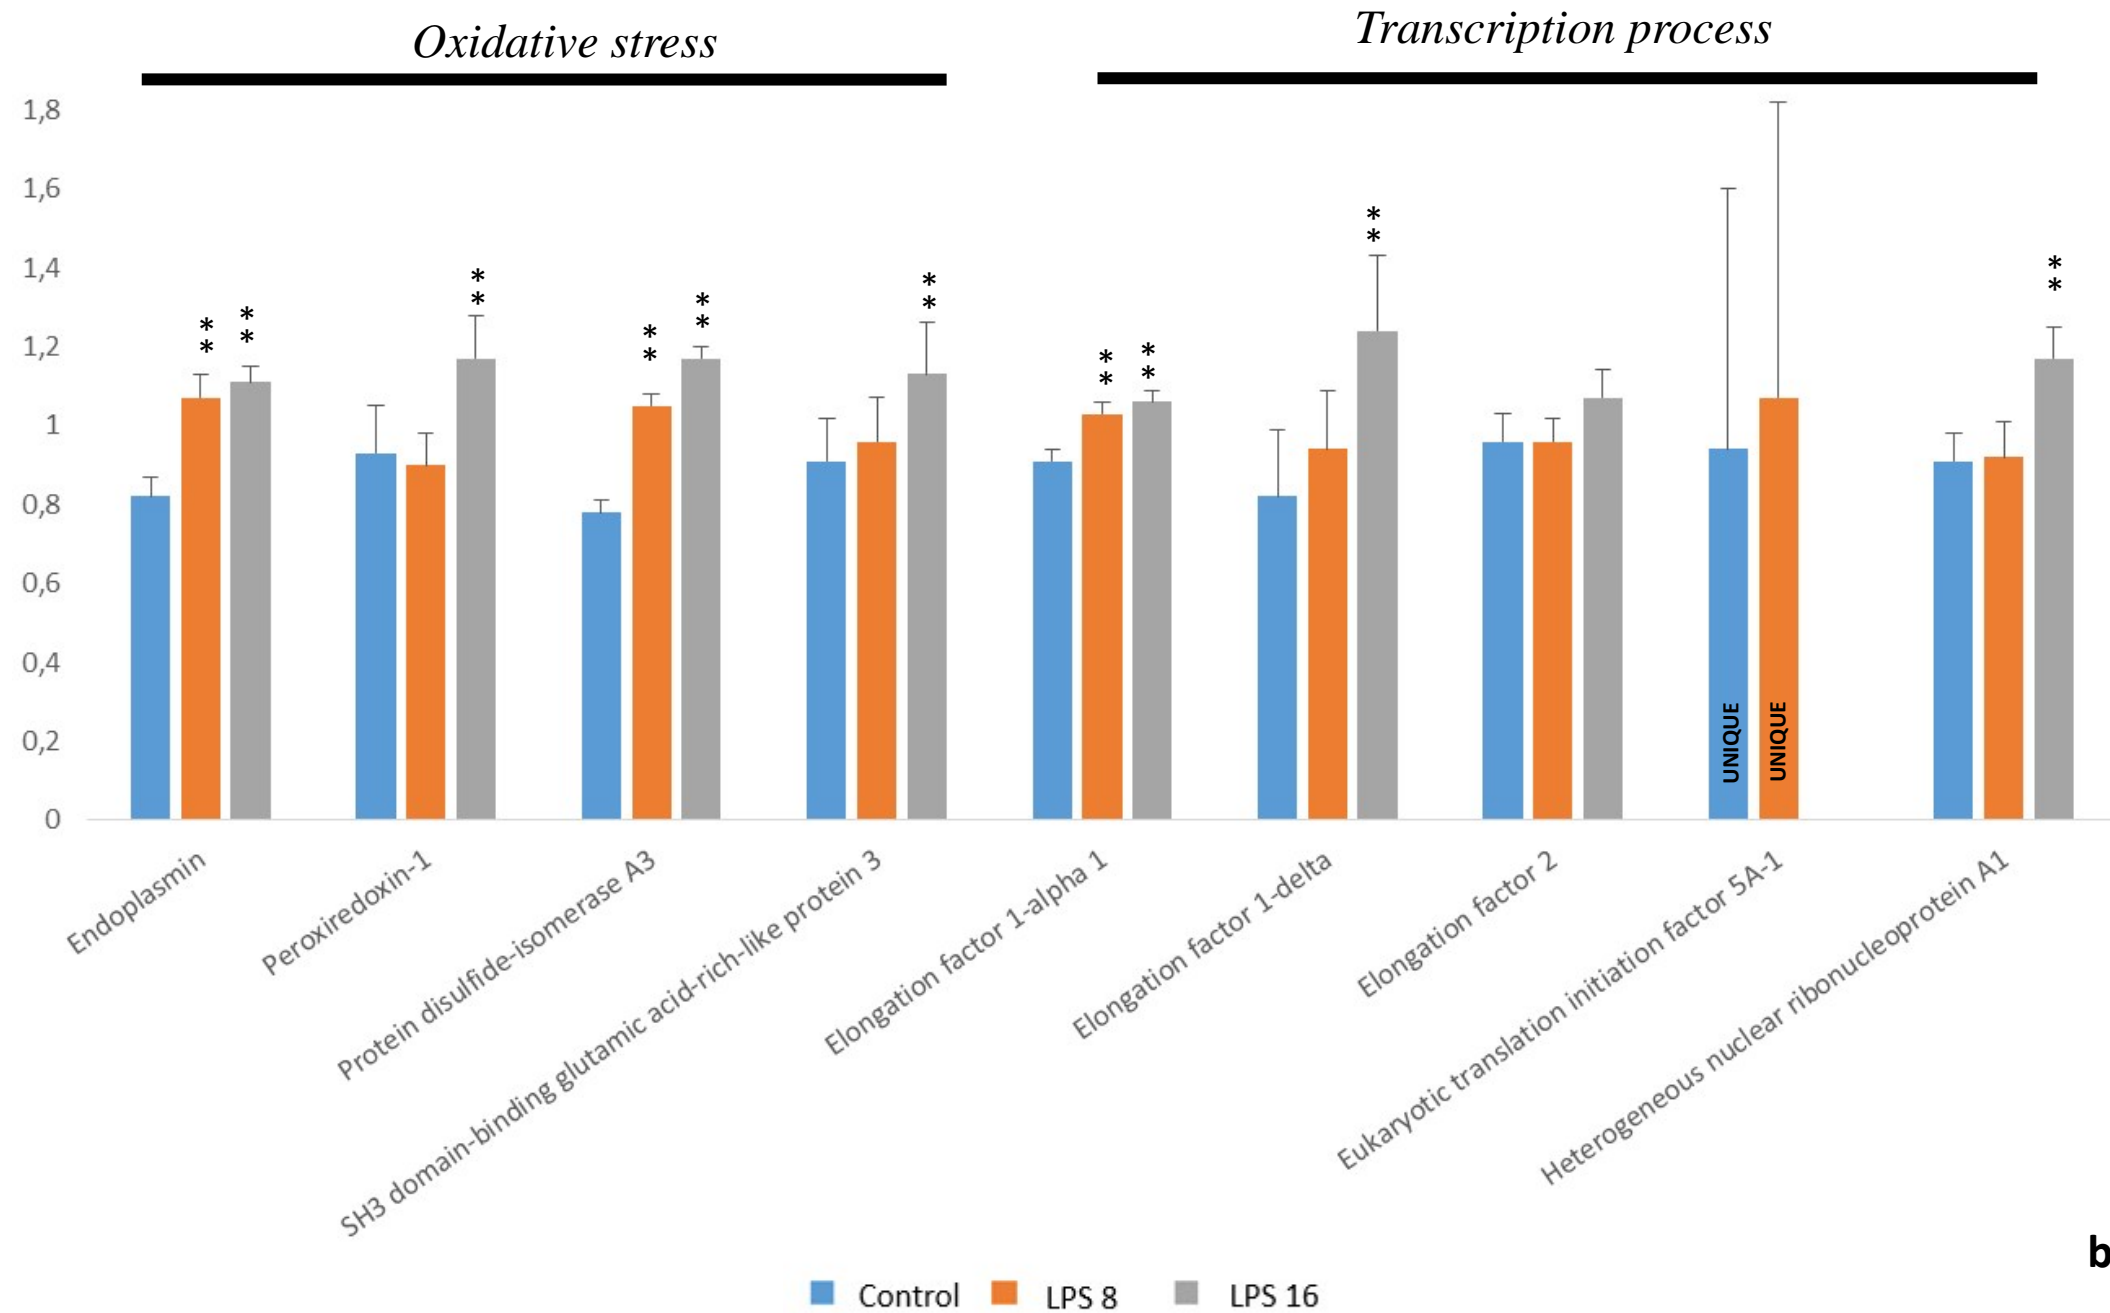 Oxidative stress
Transcription process
1,8
1,6
1,4
1,2
1
0,8
0,6
0,4
0,2
0
* *
* *
* *
* *
* *
* *
* *
* *
* *
* *
UNIQUE
UNIQUE
Endoplasmin
Peroxiredoxin-1
Protein disulfide-isomerase A3
SH3 domain-binding glutamic acid-rich-like protein 3
Elongation factor 1-alpha 1
Elongation factor 1-delta
Elongation factor 2
Eukaryotic translation initiation factor 5A-1
Heterogeneous nuclear ribonucleoprotein A1
b
Control
LPS 8
LPS 16